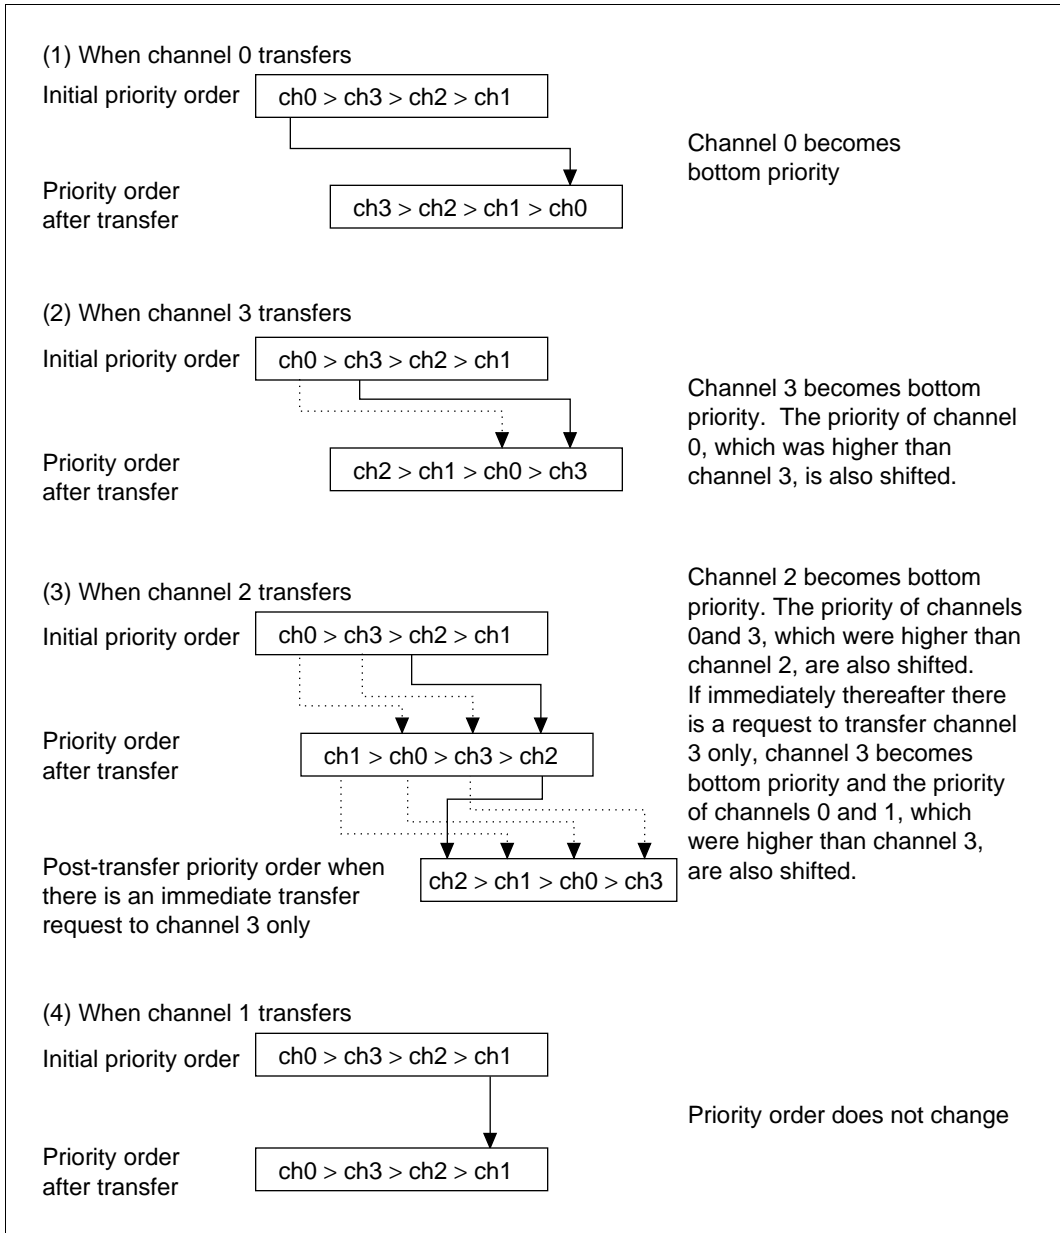 (1) When channel 0 transfers
Initial priority order
ch0 > ch3 > ch2 > ch1
Channel 0 becomes
bottom priority
Priority order
after transfer
ch3 > ch2 > ch1 > ch0
(2) When channel 3 transfers
Initial priority order
ch0 > ch3 > ch2 > ch1
Channel 3 becomes bottom
priority.  The priority of channel
0, which was higher than
channel 3, is also shifted.
Priority order
after transfer
ch2 > ch1 > ch0 > ch3
(3) When channel 2 transfers
Initial priority order
ch0 > ch3 > ch2 > ch1
Channel 2 becomes bottom
priority. The priority of channels
0and 3, which were higher than
channel 2, are also shifted.
If immediately thereafter there
is a request to transfer channel
3 only, channel 3 becomes
bottom priority and the priority
of channels 0 and 1, which
were higher than channel 3,
are also shifted.
Priority order
after transfer
ch1 > ch0 > ch3 > ch2
Post-transfer priority order when
there is an immediate transfer
request to channel 3 only
ch2 > ch1 > ch0 > ch3
(4) When channel 1 transfers
Initial priority order
ch0 > ch3 > ch2 > ch1
Priority order does not change
Priority order
after transfer
ch0 > ch3 > ch2 > ch1